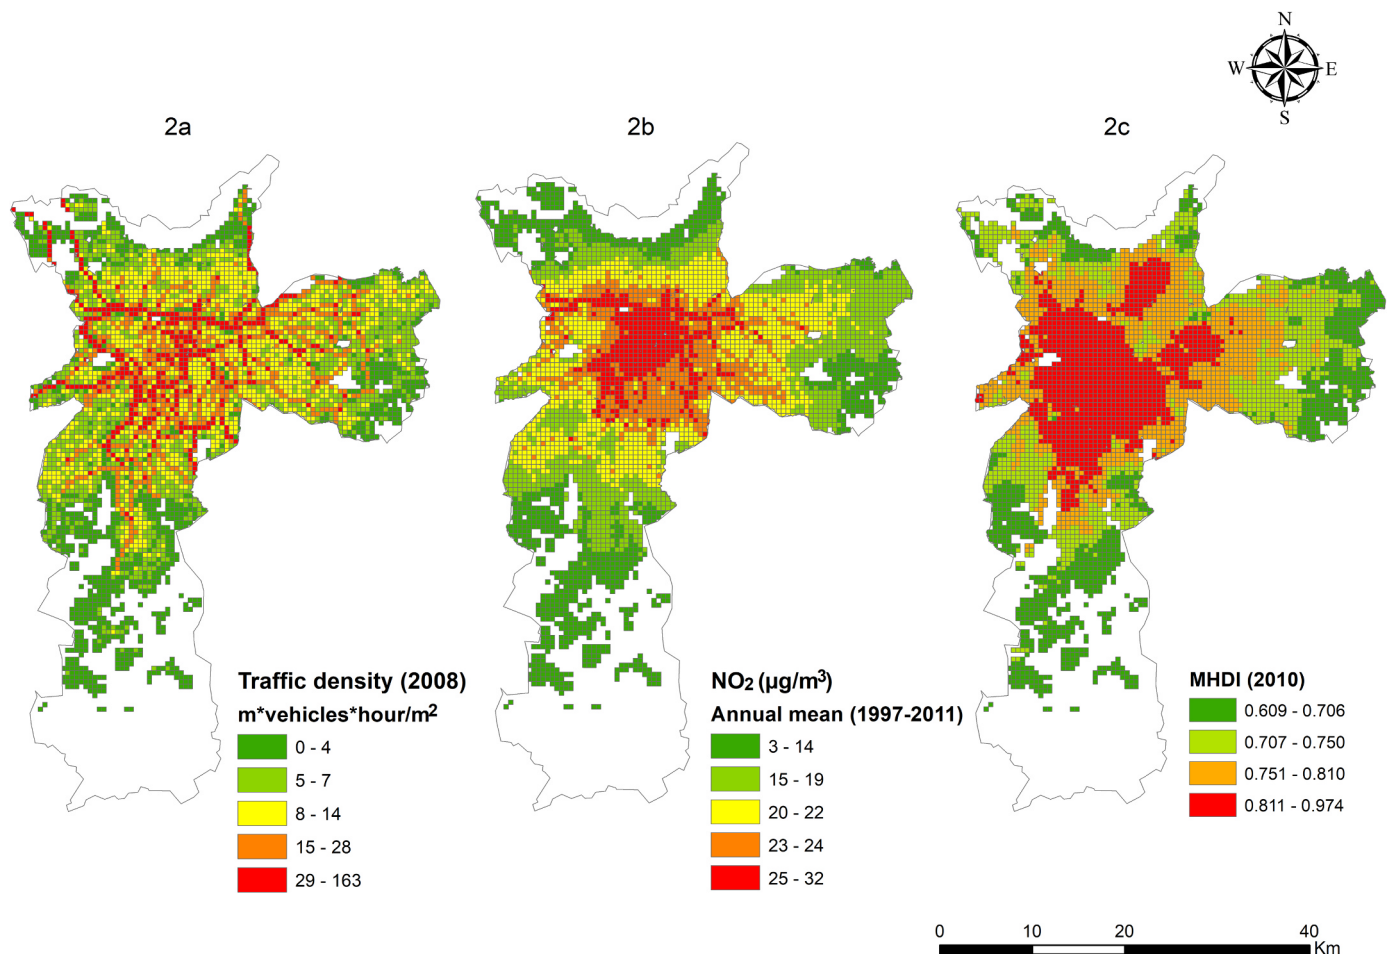 N
W E
S
2a
2b
2c
Traffic density (2008)
m*vehicles*hour/m²
0 - 4
5 - 7
8 - 14
15 - 28
29 - 163
NO₂ (µg/m³)
Annual mean (1997-2011)
3 - 14
15 - 19
20 - 22
23 - 24
25 - 32
MHDI (2010)
0.609 - 0.706
0.707 - 0.750
0.751 - 0.810
0.811 - 0.974
0 10 20 40
Km